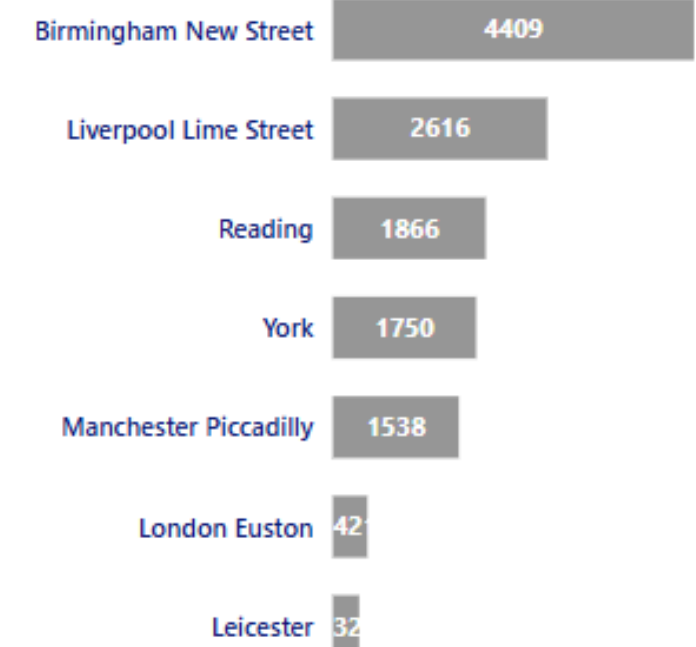 Birmingham New Street 4409
Liverpool Lime Street 2616
Reading 1866
York 1750
Manchester Piccadilly 1538
London Euston
Leicester